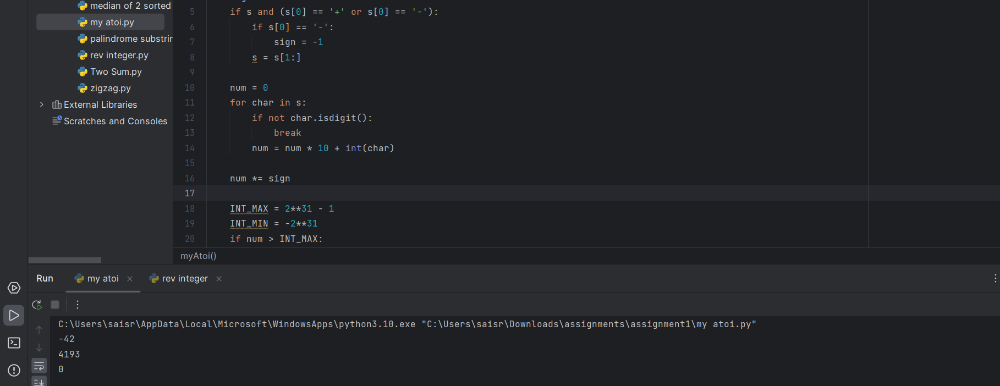 median of 2 sorted
my atoi.py
palindrome substrin
rev integer.py
Two Sum.py
zigzag.py
External Libraries
Scratches and Consoles
5 if s and (s[0] == '+' or s[0] == '-'):
6 if s[0] == '-':
7 sign = -1
8 s = s[1:]
9
10 num = 0
11 for char in s:
12 if not char.isdigit():
13 break
14 num = num * 10 + int(char)
15
16 num *= sign
17
18 INT_MAX = 2**31 - 1
19 INT_MIN = -2**31
20 if num > INT_MAX:
myAtoi()
Run my atoi rev integer
C:\Users\saisr\AppData\Local\Microsoft\WindowsApps\python3.10.exe "C:\Users\saisr\Downloads\assignments\assignment1\my atoi.py"
-42
4193
0